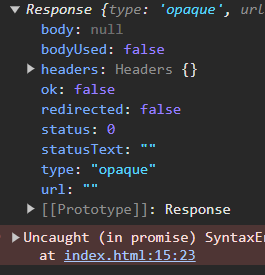 ▼ Response {type: 'opaque', url
body: null
bodyUsed: false
▶ headers: Headers {}
ok: false
redirected: false
status: 0
statusText: ""
type: "opaque"
url: ""
▶ [[Prototype]]: Response
▶ Uncaught (in promise) SyntaxEr
at index.html:15:23